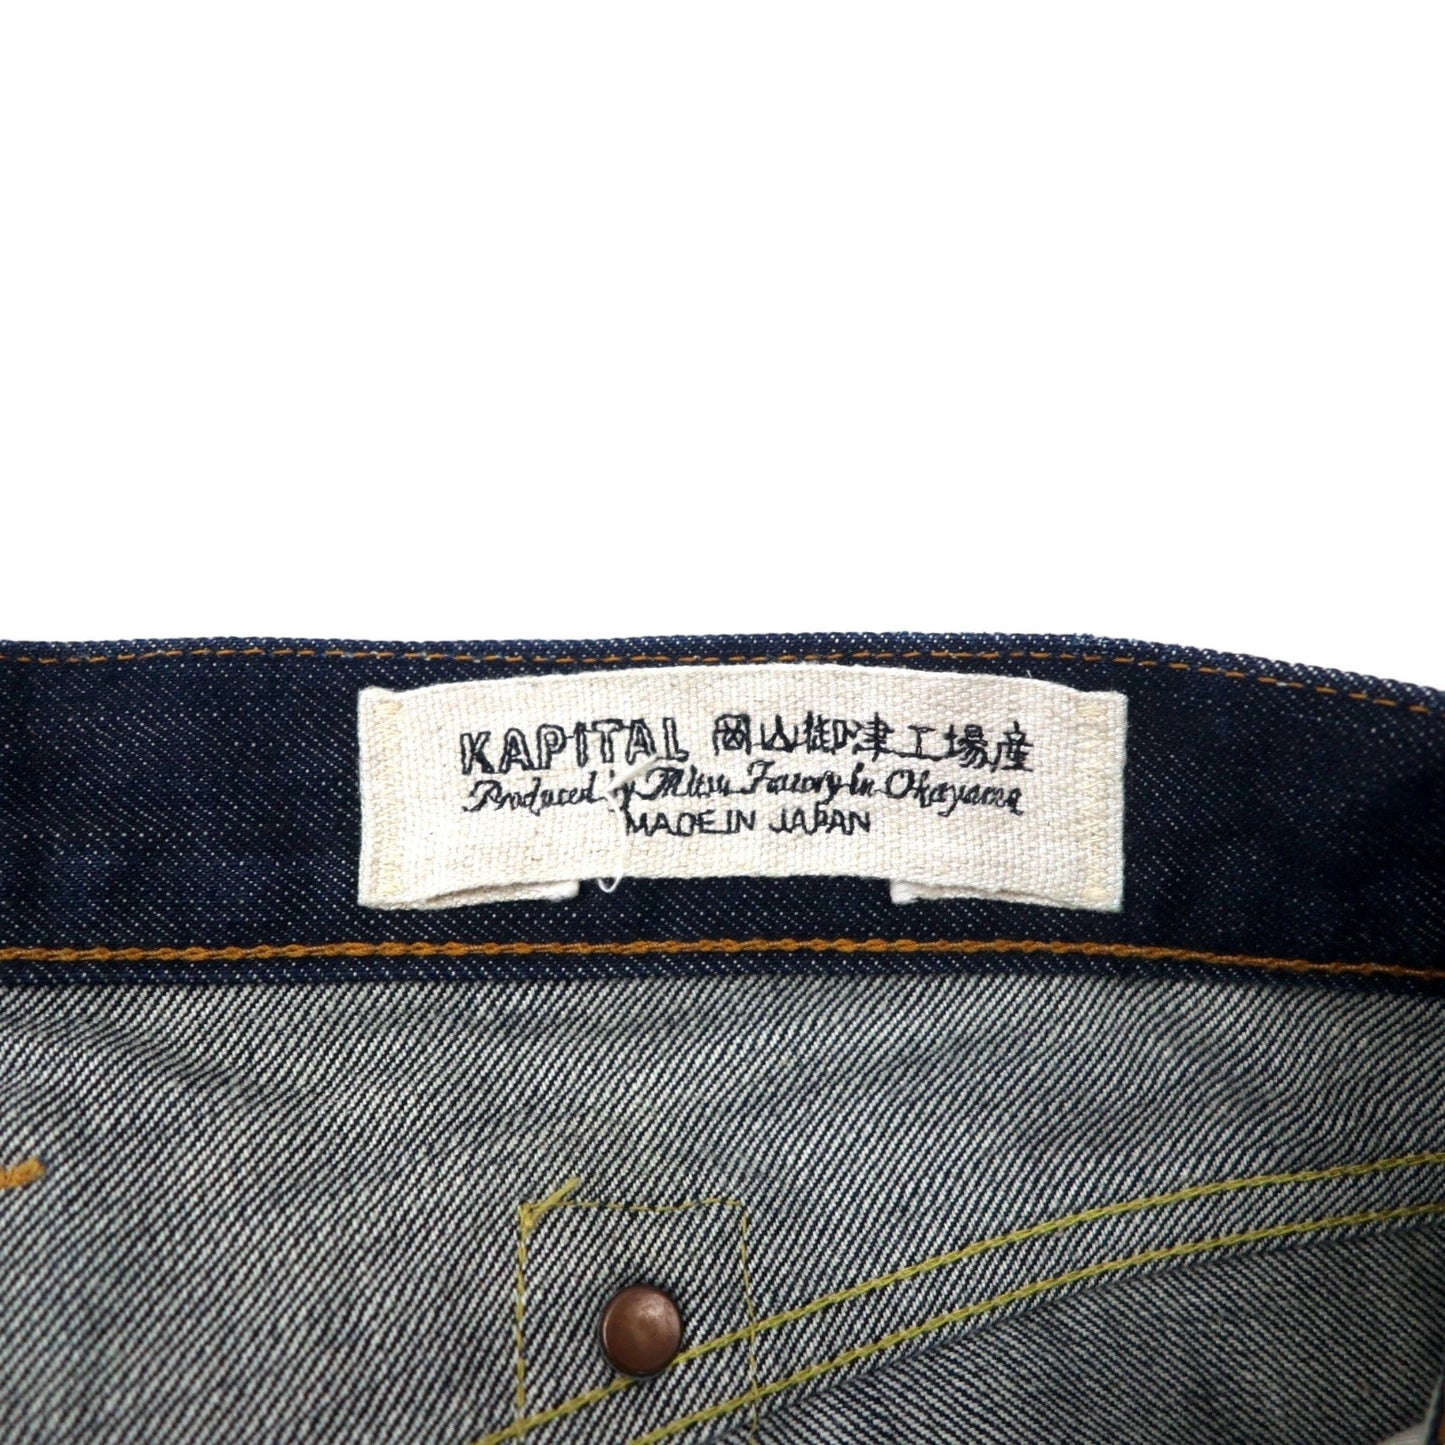 KAPITAL 岡山御津工場産
Produced by Mitsu Factory in Okayama
MADE IN JAPAN